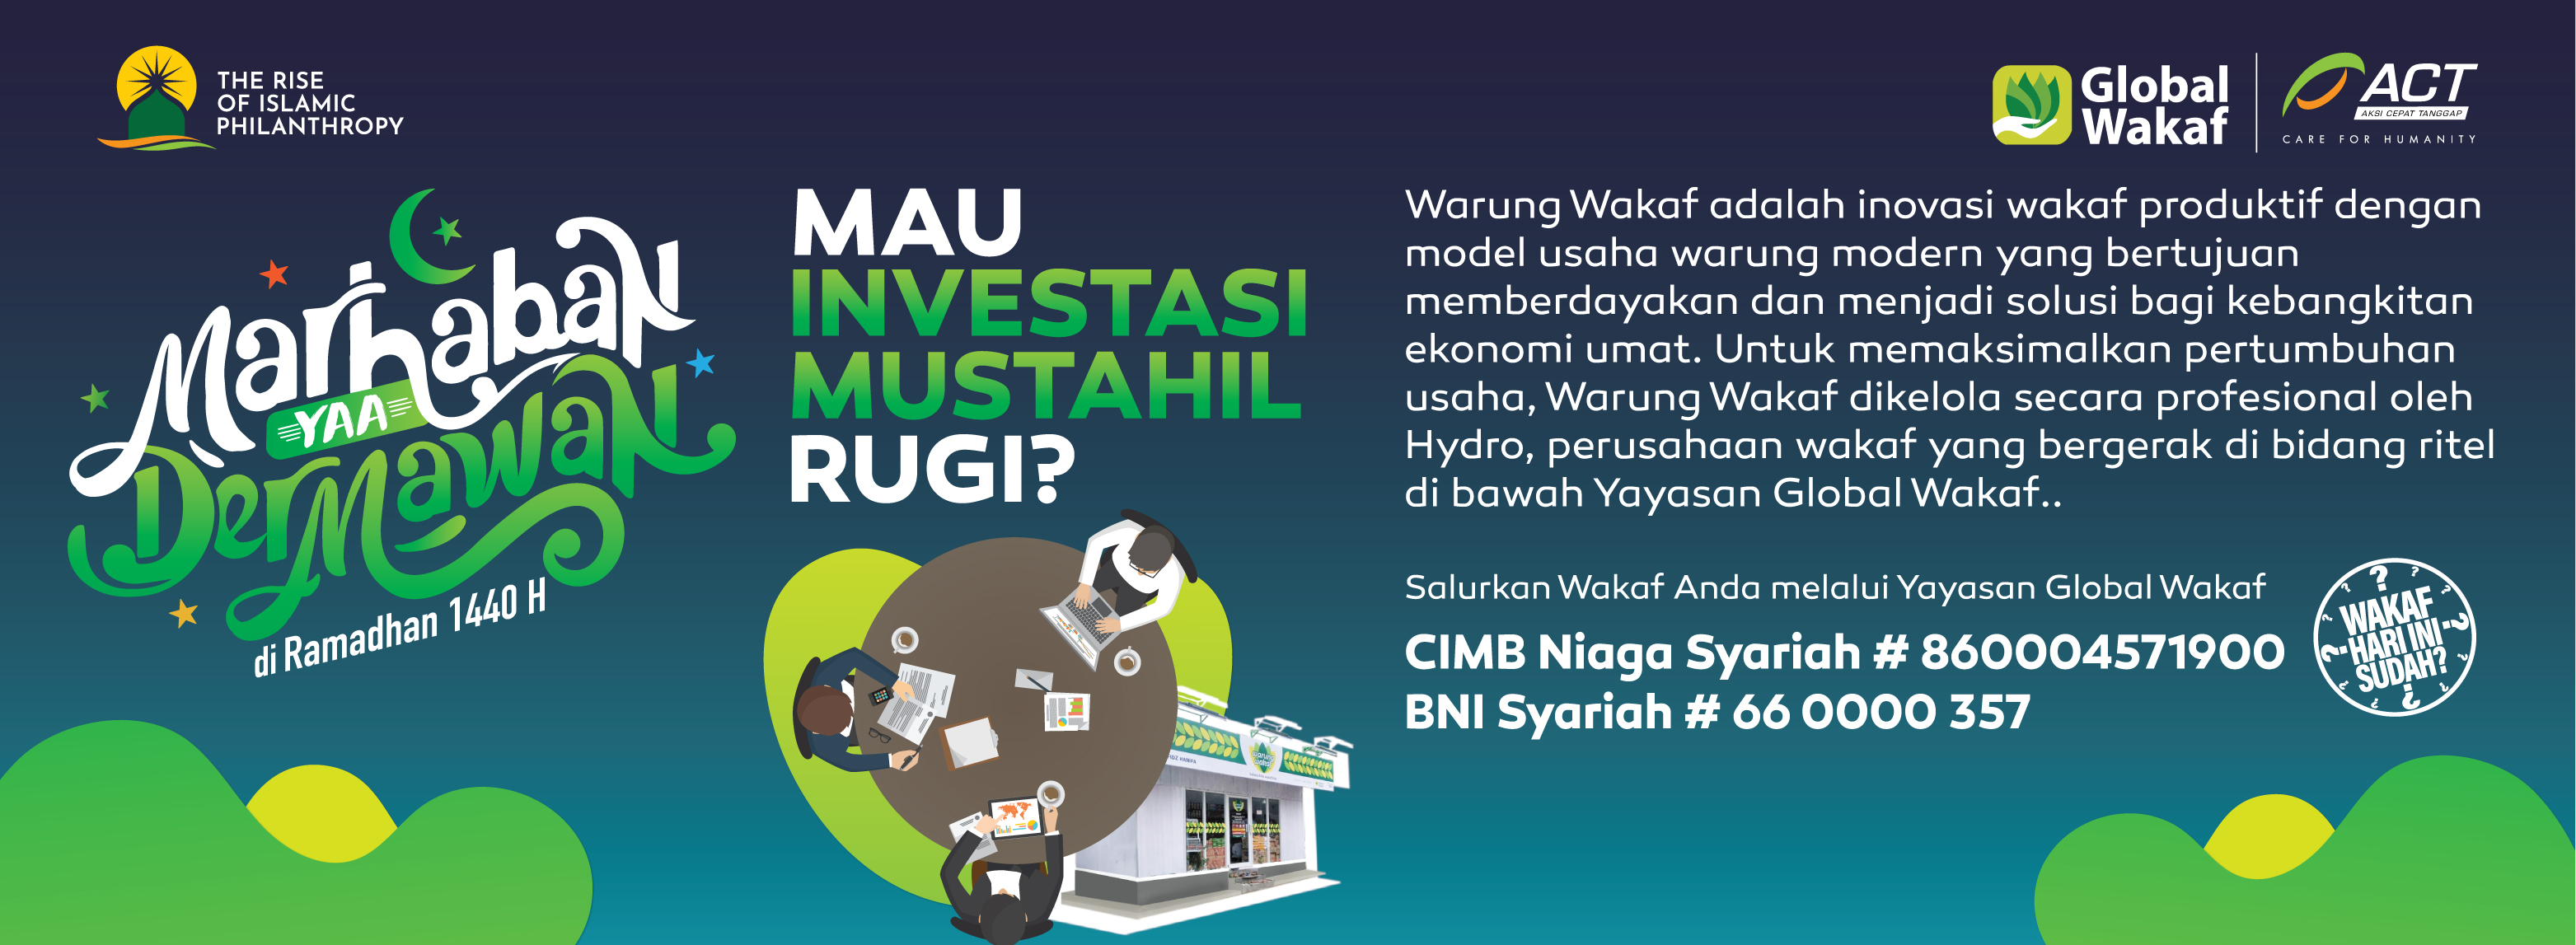 THE RISE
OF ISLAMIC
PHILANTHROPY
Global
Wakaf
ACT
AKSI CEPAT TANGGAP
CARE FOR HUMANITY
Marhaban
YAA
Dermawan
di Ramadhan 1440 H
MAU
INVESTASI
MUSTAHIL
RUGI?
Warung Wakaf adalah inovasi wakaf produktif dengan
model usaha warung modern yang bertujuan
memberdayakan dan menjadi solusi bagi kebangkitan
ekonomi umat. Untuk memaksimalkan pertumbuhan
usaha, Warung Wakaf dikelola secara profesional oleh
Hydro, perusahaan wakaf yang bergerak di bidang ritel
di bawah Yayasan Global Wakaf..
Salurkan Wakaf Anda melalui Yayasan Global Wakaf
CIMB Niaga Syariah # 860004571900
BNI Syariah # 66 0000 357
WAKAF
HARI INI
SUDAH?